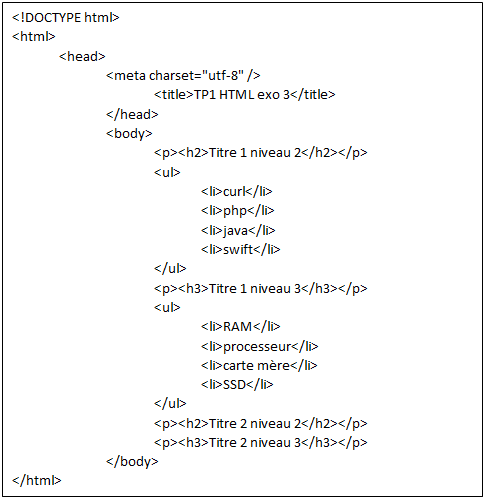 <!DOCTYPE html>
<html>
<head>
<meta charset="utf-8" />
<title>TP1 HTML exo 3</title>
</head>
<body>
<p><h2>Titre 1 niveau 2</h2></p>
<ul>
<li>curl</li>
<li>php</li>
<li>java</li>
<li>swift</li>
</ul>
<p><h3>Titre 1 niveau 3</h3></p>
<ul>
<li>RAM</li>
<li>processeur</li>
<li>carte mère</li>
<li>SSD</li>
</ul>
<p><h2>Titre 2 niveau 2</h2></p>
<p><h3>Titre 2 niveau 3</h3></p>
</body>
</html>